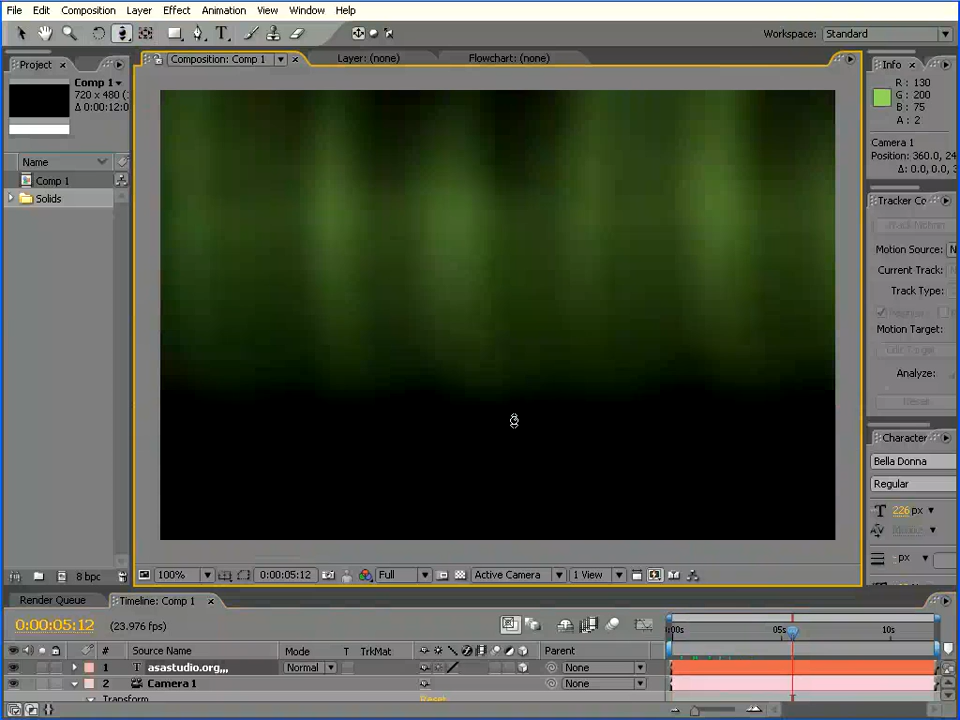 File Edit Composition Layer Effect Animation View Window Help
Workspace: Standard
Project
Composition: Comp 1
Layer: (none)
Flowchart: (none)
Info
Comp 1
720 x 480 (
Δ 0:00:12:0
R : 130
G : 200
B : 75
A : 2
Camera 1
Position: 360.0, 24
Δ: 0.0, 0.0,
Name
Comp 1
Solids
Tracker Co
Motion Source: N
Current Track:
Track Type:
Motion Target:
Analyze:
Character
Bella Donna
Regular
226 px
- px
8 bpc
100%
0:00:05:12
Full
Active Camera
1 View
Render Queue
Timeline: Comp 1
0:00:05:12 (23.976 fps)
:00s 05s 10s
# Source Name Mode T TrkMat Parent
1 T asastudio.org,,, Normal None
2 Camera 1 None
Transform Reset